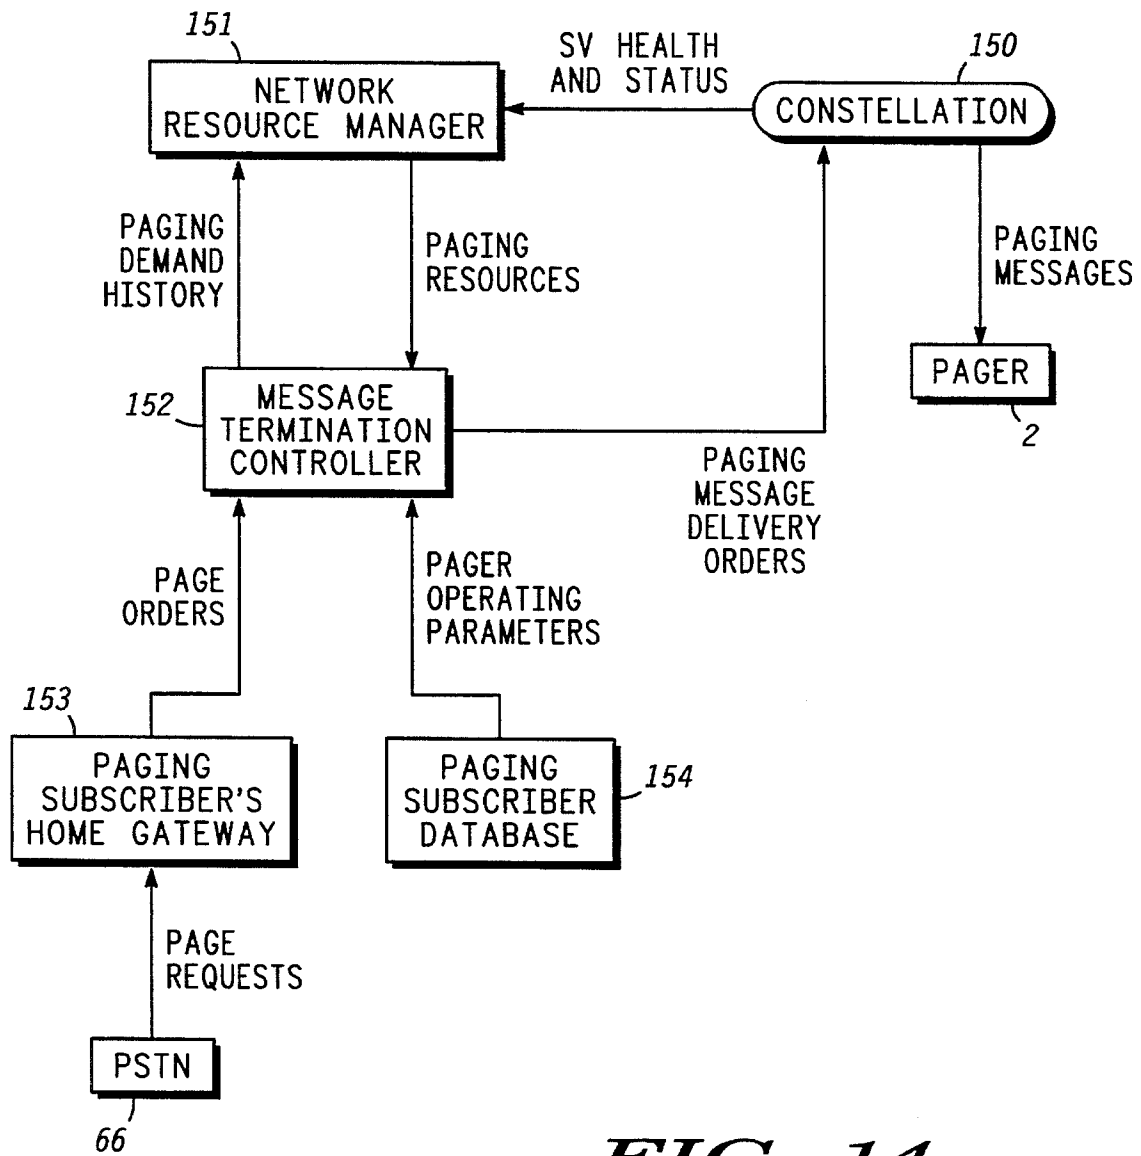 151
NETWORK
RESOURCE MANAGER
SV HEALTH
AND STATUS
150
CONSTELLATION
PAGING
DEMAND
HISTORY
PAGING
RESOURCES
PAGING
MESSAGES
PAGER
2
152
MESSAGE
TERMINATION
CONTROLLER
PAGING
MESSAGE
DELIVERY
ORDERS
PAGE
ORDERS
PAGER
OPERATING
PARAMETERS
153
PAGING
SUBSCRIBER'S
HOME GATEWAY
PAGING
SUBSCRIBER
DATABASE
154
PAGE
REQUESTS
PSTN
66